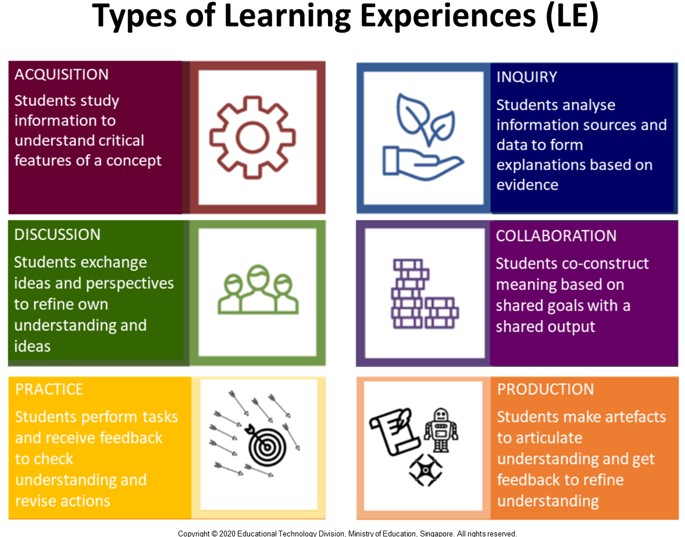 Types of Learning Experiences (LE)
ACQUISITION
Students study
information to
understand critical
features of a concept
INQUIRY
Students analyse
information sources and
data to form
explanations based on
evidence
DISCUSSION
Students exchange
ideas and perspectives
to refine own
understanding and
ideas
COLLABORATION
Students co-construct
meaning based on
shared goals with a
shared output
PRACTICE
Students perform tasks
and receive feedback
to check
understanding and
revise actions
PRODUCTION
Students make artefacts
to articulate
understanding and get
feedback to refine
understanding
Copyright © 2020 Educational Technology Division, Ministry of Education, Singapore. All rights reserved.